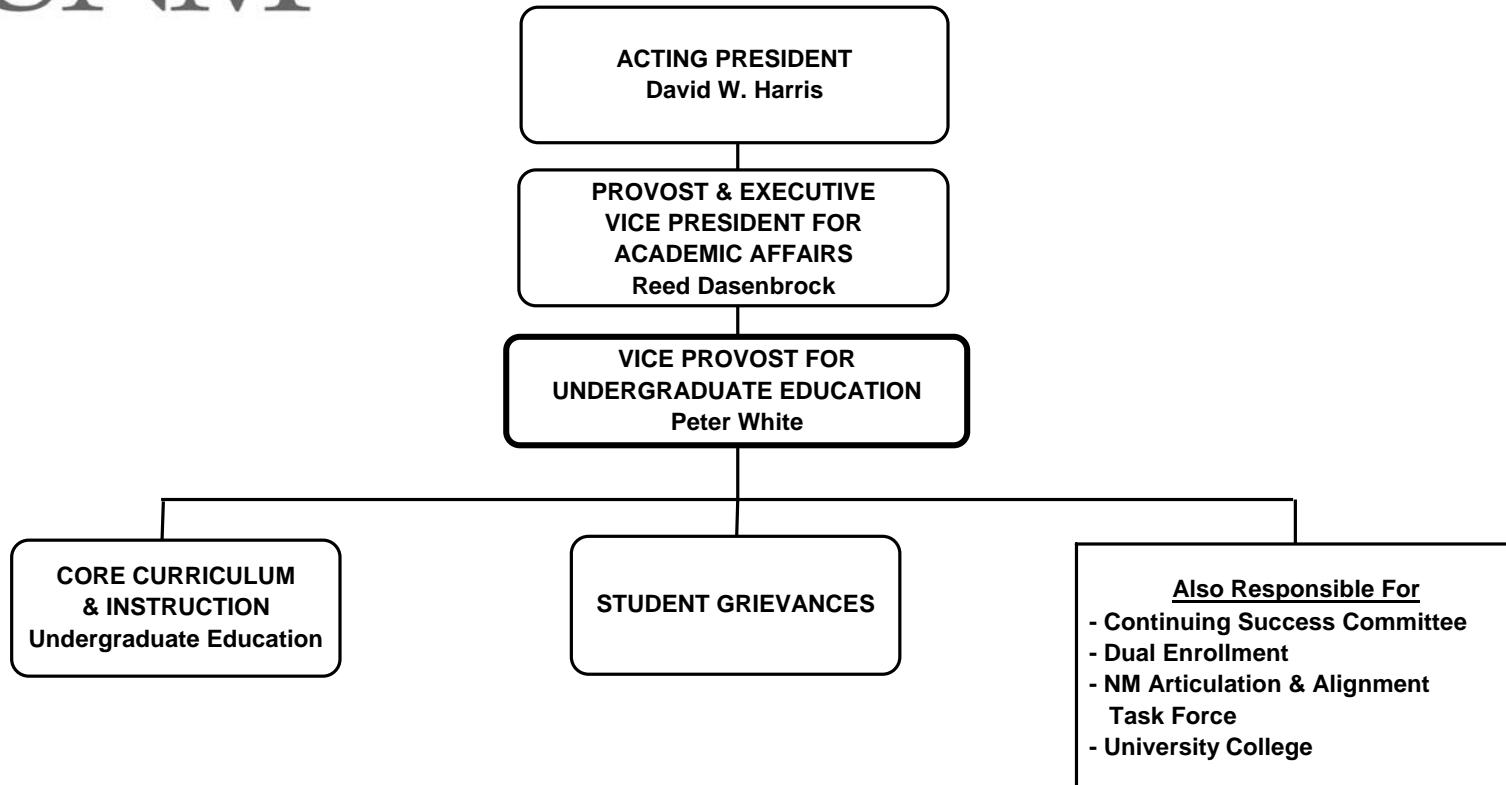 ACTING PRESIDENT
David W. Harris
PROVOST & EXECUTIVE
VICE PRESIDENT FOR
ACADEMIC AFFAIRS
Reed Dasenbrock
VICE PROVOST FOR
UNDERGRADUATE EDUCATION
Peter White
CORE CURRICULUM
& INSTRUCTION
Undergraduate Education
STUDENT GRIEVANCES
Also Responsible For
- Continuing Success Committee
- Dual Enrollment
- NM Articulation & Alignment
Task Force
- University College